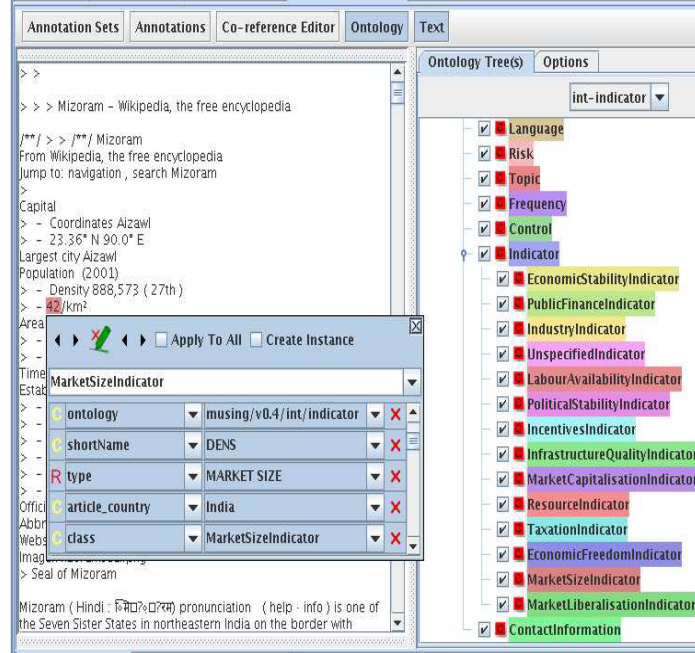 Annotation Sets Annotations Co-reference Editor Ontology Text
> >
> > > Mizoram – Wikipedia, the free encyclopedia
/**/ > > /**/ Mizoram
From Wikipedia, the free encyclopedia
Jump to: navigation , search Mizoram
>
Capital
> - Coordinates Aizawl
> - 23.36° N 90.0° E
Largest city Aizawl
Population (2001)
> - Density 888,573 ( 27th )
> - 42/km²
Area
> -
> -
Time
Estab
> -
> -
> -
> -
> -
> -
> -
Offici
Abbr
Webs
> Seal of Mizoram
Mizoram ( Hindi : pronunciation ( help · info ) is one of
the Seven Sister States in northeastern India on the border with
Apply To All Create Instance
MarketSizeIndicator
C ontology musing/v0.4/int/indicator X
C shortName DENS X
R type MARKET SIZE X
C article_country India X
C class MarketSizeIndicator X
Ontology Tree(s) Options
int-indicator
Language
Risk
Topic
Frequency
Control
Indicator
EconomicStabilityIndicator
PublicFinanceIndicator
IndustryIndicator
UnspecifiedIndicator
LabourAvailabilityIndicator
PoliticalStabilityIndicator
IncentivesIndicator
InfrastructureQualityIndicator
MarketCapitalisationIndicator
ResourceIndicator
TaxationIndicator
EconomicFreedomIndicator
MarketSizeIndicator
MarketLiberalisationIndicator
ContactInformation